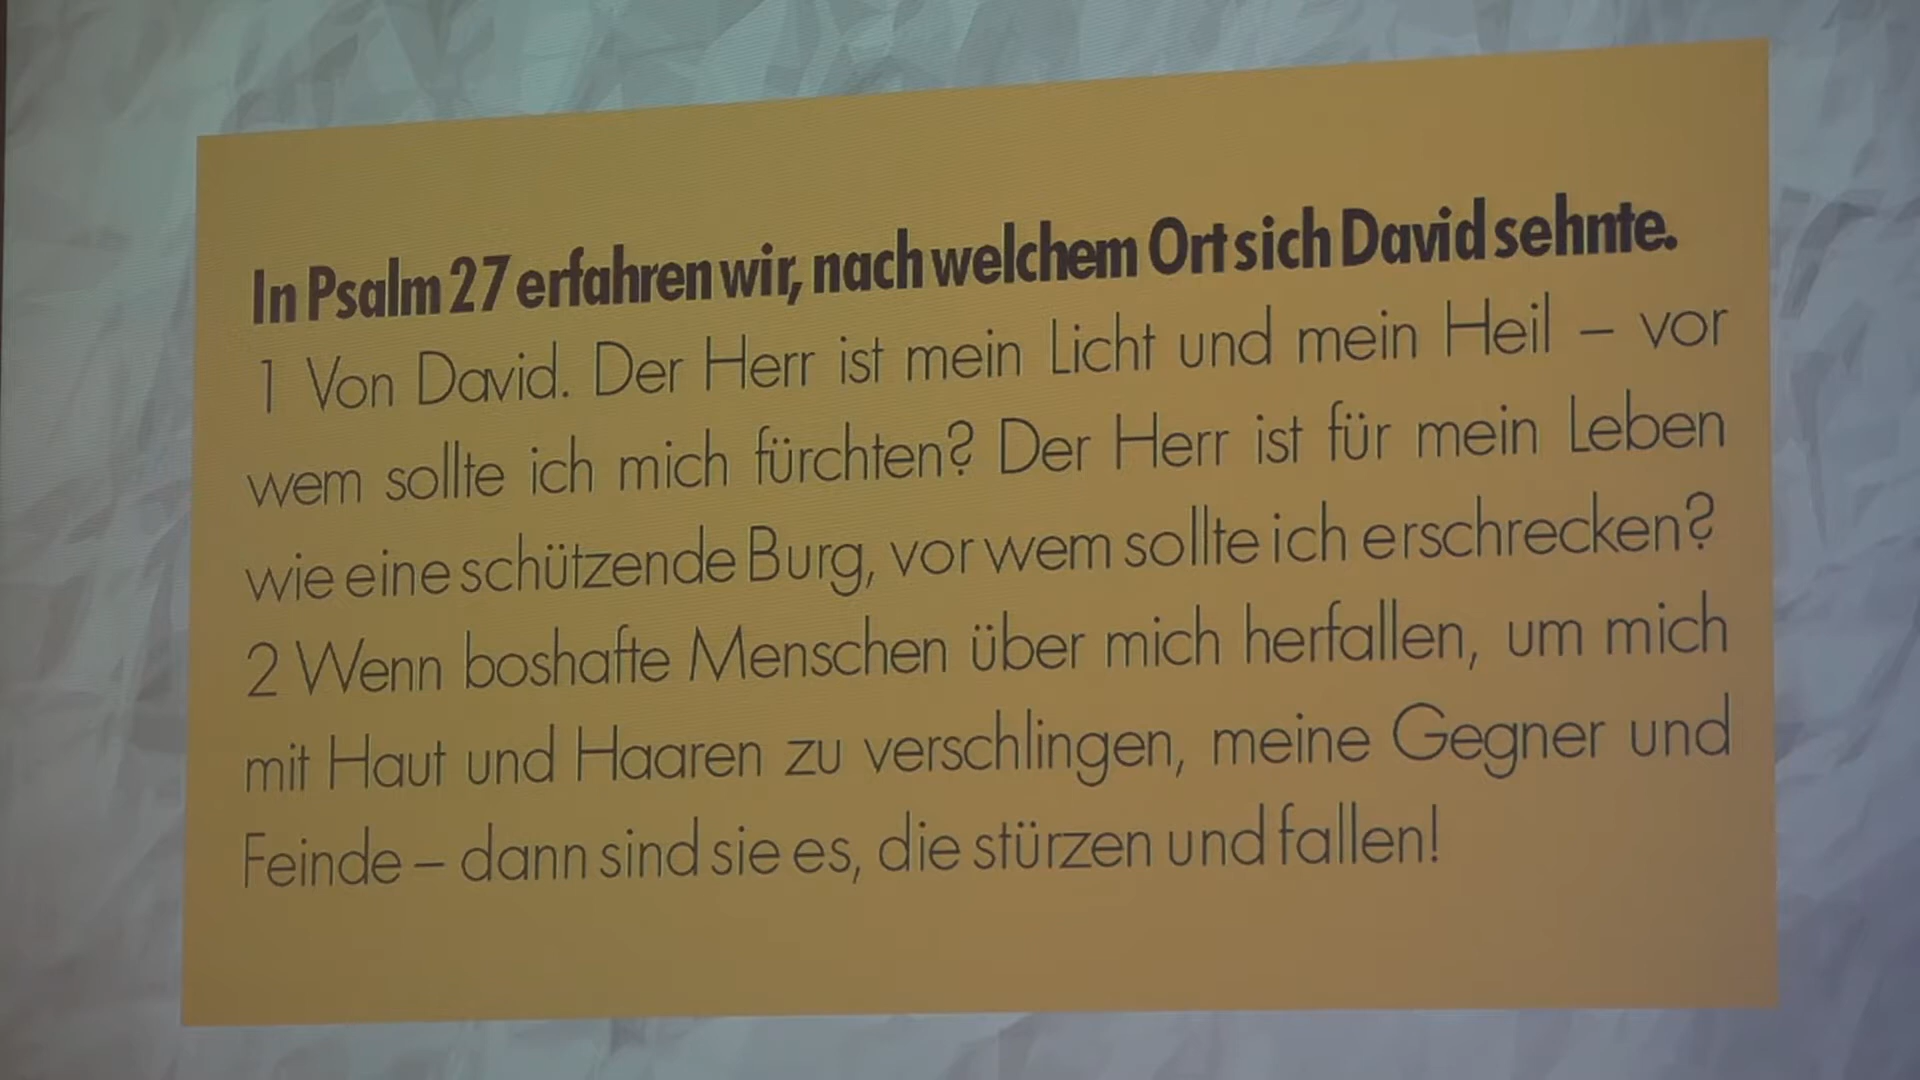 In Psalm 27 erfahren wir, nach welchem Ort sich David sehnte.
1 Von David. Der Herr ist mein Licht und mein Heil – vor
wem sollte ich mich fürchten? Der Herr ist für mein Leben
wie eine schützende Burg, vor wem sollte ich erschrecken?
2 Wenn boshafte Menschen über mich herfallen, um mich
mit Haut und Haaren zu verschlingen, meine Gegner und
Feinde – dann sind sie es, die stürzen und fallen!